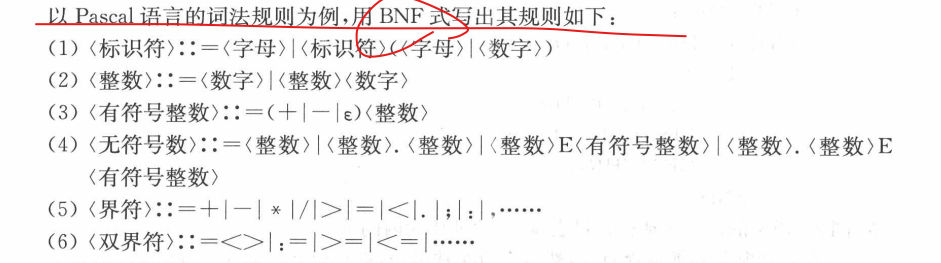 以 Pascal 语言的词法规则为例,用 BNF 式写出其规则如下：
(1)〈标识符〉∷=〈字母〉|〈标识符〉(〈字母〉|〈数字〉)
(2)〈整数〉∷=〈数字〉|〈整数〉〈数字〉
(3)〈有符号整数〉∷=(+|−|ε)〈整数〉
(4)〈无符号数〉∷=〈整数〉|〈整数〉.〈整数〉|〈整数〉E〈有符号整数〉|〈整数〉.〈整数〉E
〈有符号整数〉
(5)〈界符〉∷=+|−|*|/|>|=|<|.|;|:|,……
(6)〈双界符〉∷=<>|:=|>=|<=|……